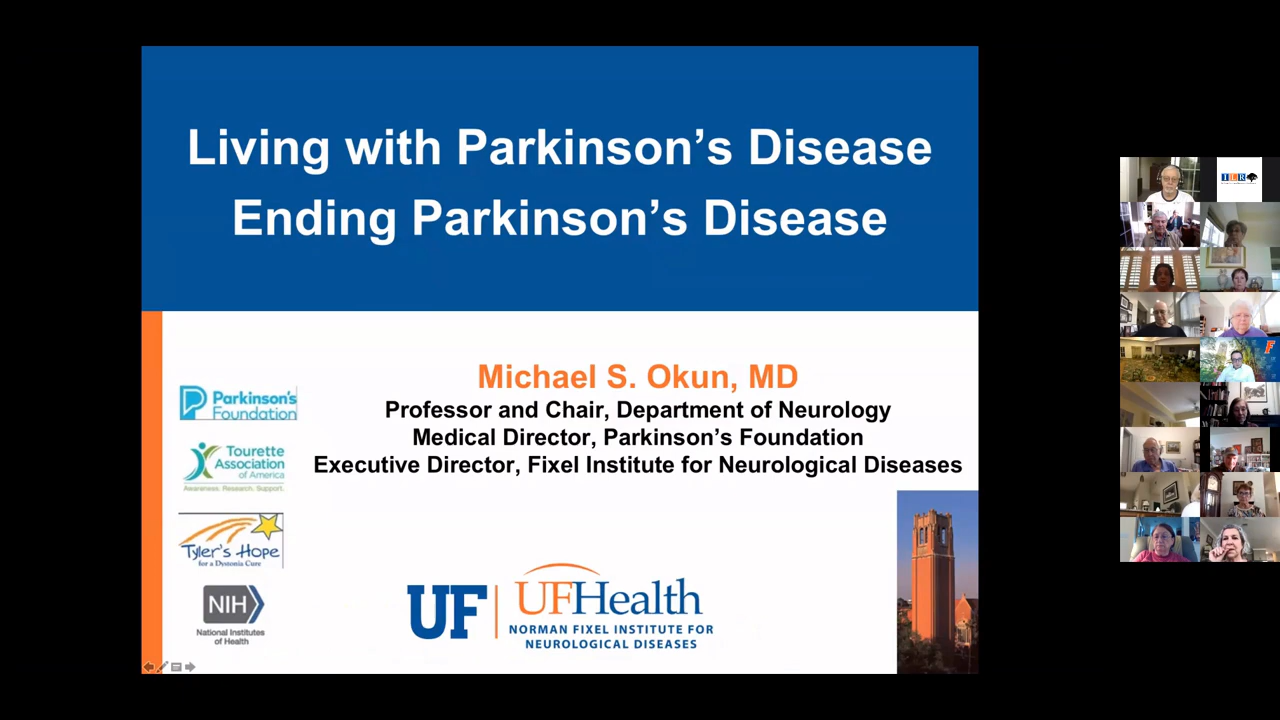 Living with Parkinson's Disease
Ending Parkinson's Disease
Michael S. Okun, MD
Professor and Chair, Department of Neurology
Medical Director, Parkinson's Foundation
Executive Director, Fixel Institute for Neurological Diseases
Parkinson's
Foundation
Tourette
Association
of America
Awareness. Research. Support.
Tyler's Hope
for a Dystonia Cure
NIH
National Institutes
of Health
UF
UFHealth
NORMAN FIXEL INSTITUTE FOR
NEUROLOGICAL DISEASES
ILR
F